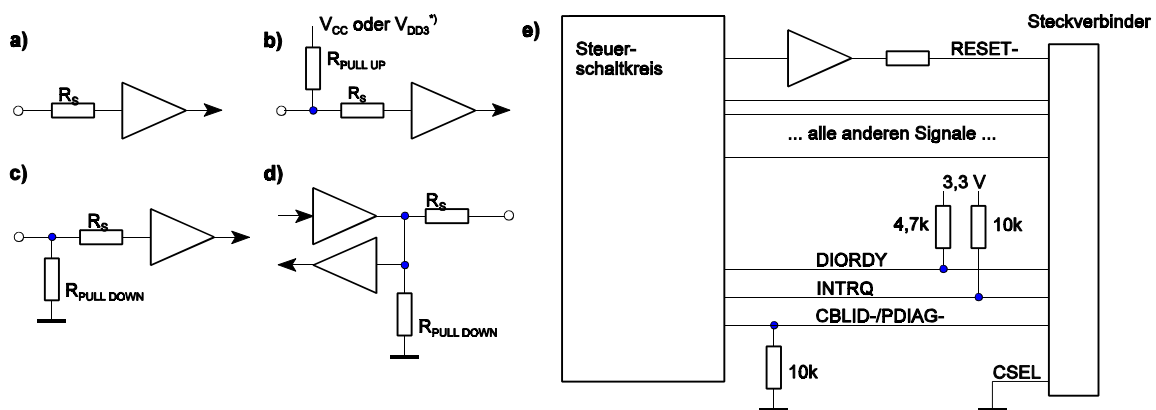 a)
R_S
b)
V_CC oder V_DD3 *)
R_PULL UP
R_S
c)
R_S
R_PULL DOWN
d)
R_S
R_PULL DOWN
e)
Steuer-
schaltkreis
Steckverbinder
RESET-
... alle anderen Signale ...
3,3 V
4,7k
10k
DIORDY
INTRQ
CBLID-/PDIAG-
10k
CSEL